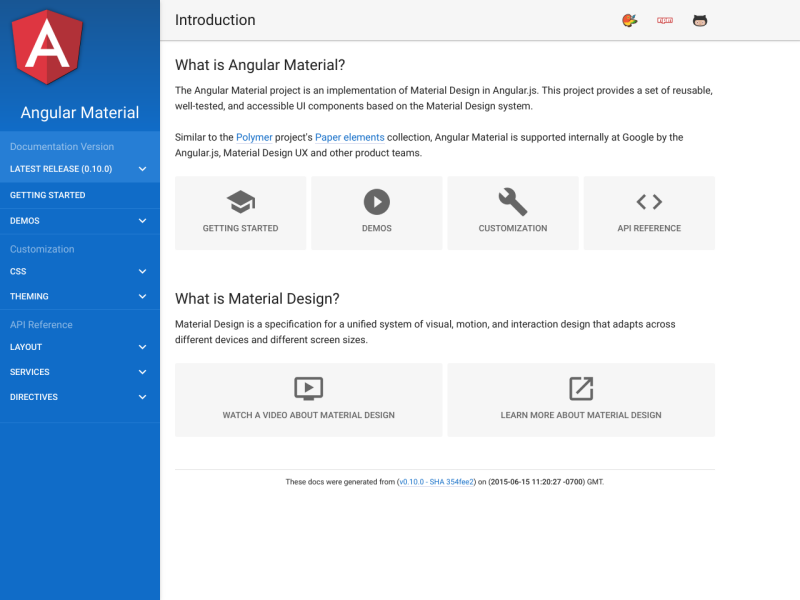 A
Angular Material
Documentation Version
LATEST RELEASE (0.10.0)
GETTING STARTED
DEMOS
Customization
CSS
THEMING
API Reference
LAYOUT
SERVICES
DIRECTIVES
Introduction
npm
What is Angular Material?
The Angular Material project is an implementation of Material Design in Angular.js. This project provides a set of reusable,
well-tested, and accessible UI components based on the Material Design system.
Similar to the Polymer project's Paper elements collection, Angular Material is supported internally at Google by the
Angular.js, Material Design UX and other product teams.
GETTING STARTED
DEMOS
CUSTOMIZATION
API REFERENCE
What is Material Design?
Material Design is a specification for a unified system of visual, motion, and interaction design that adapts across
different devices and different screen sizes.
WATCH A VIDEO ABOUT MATERIAL DESIGN
LEARN MORE ABOUT MATERIAL DESIGN
These docs were generated from (v0.10.0 - SHA 354fee2) on (2015-06-15 11:20:27 -0700) GMT.